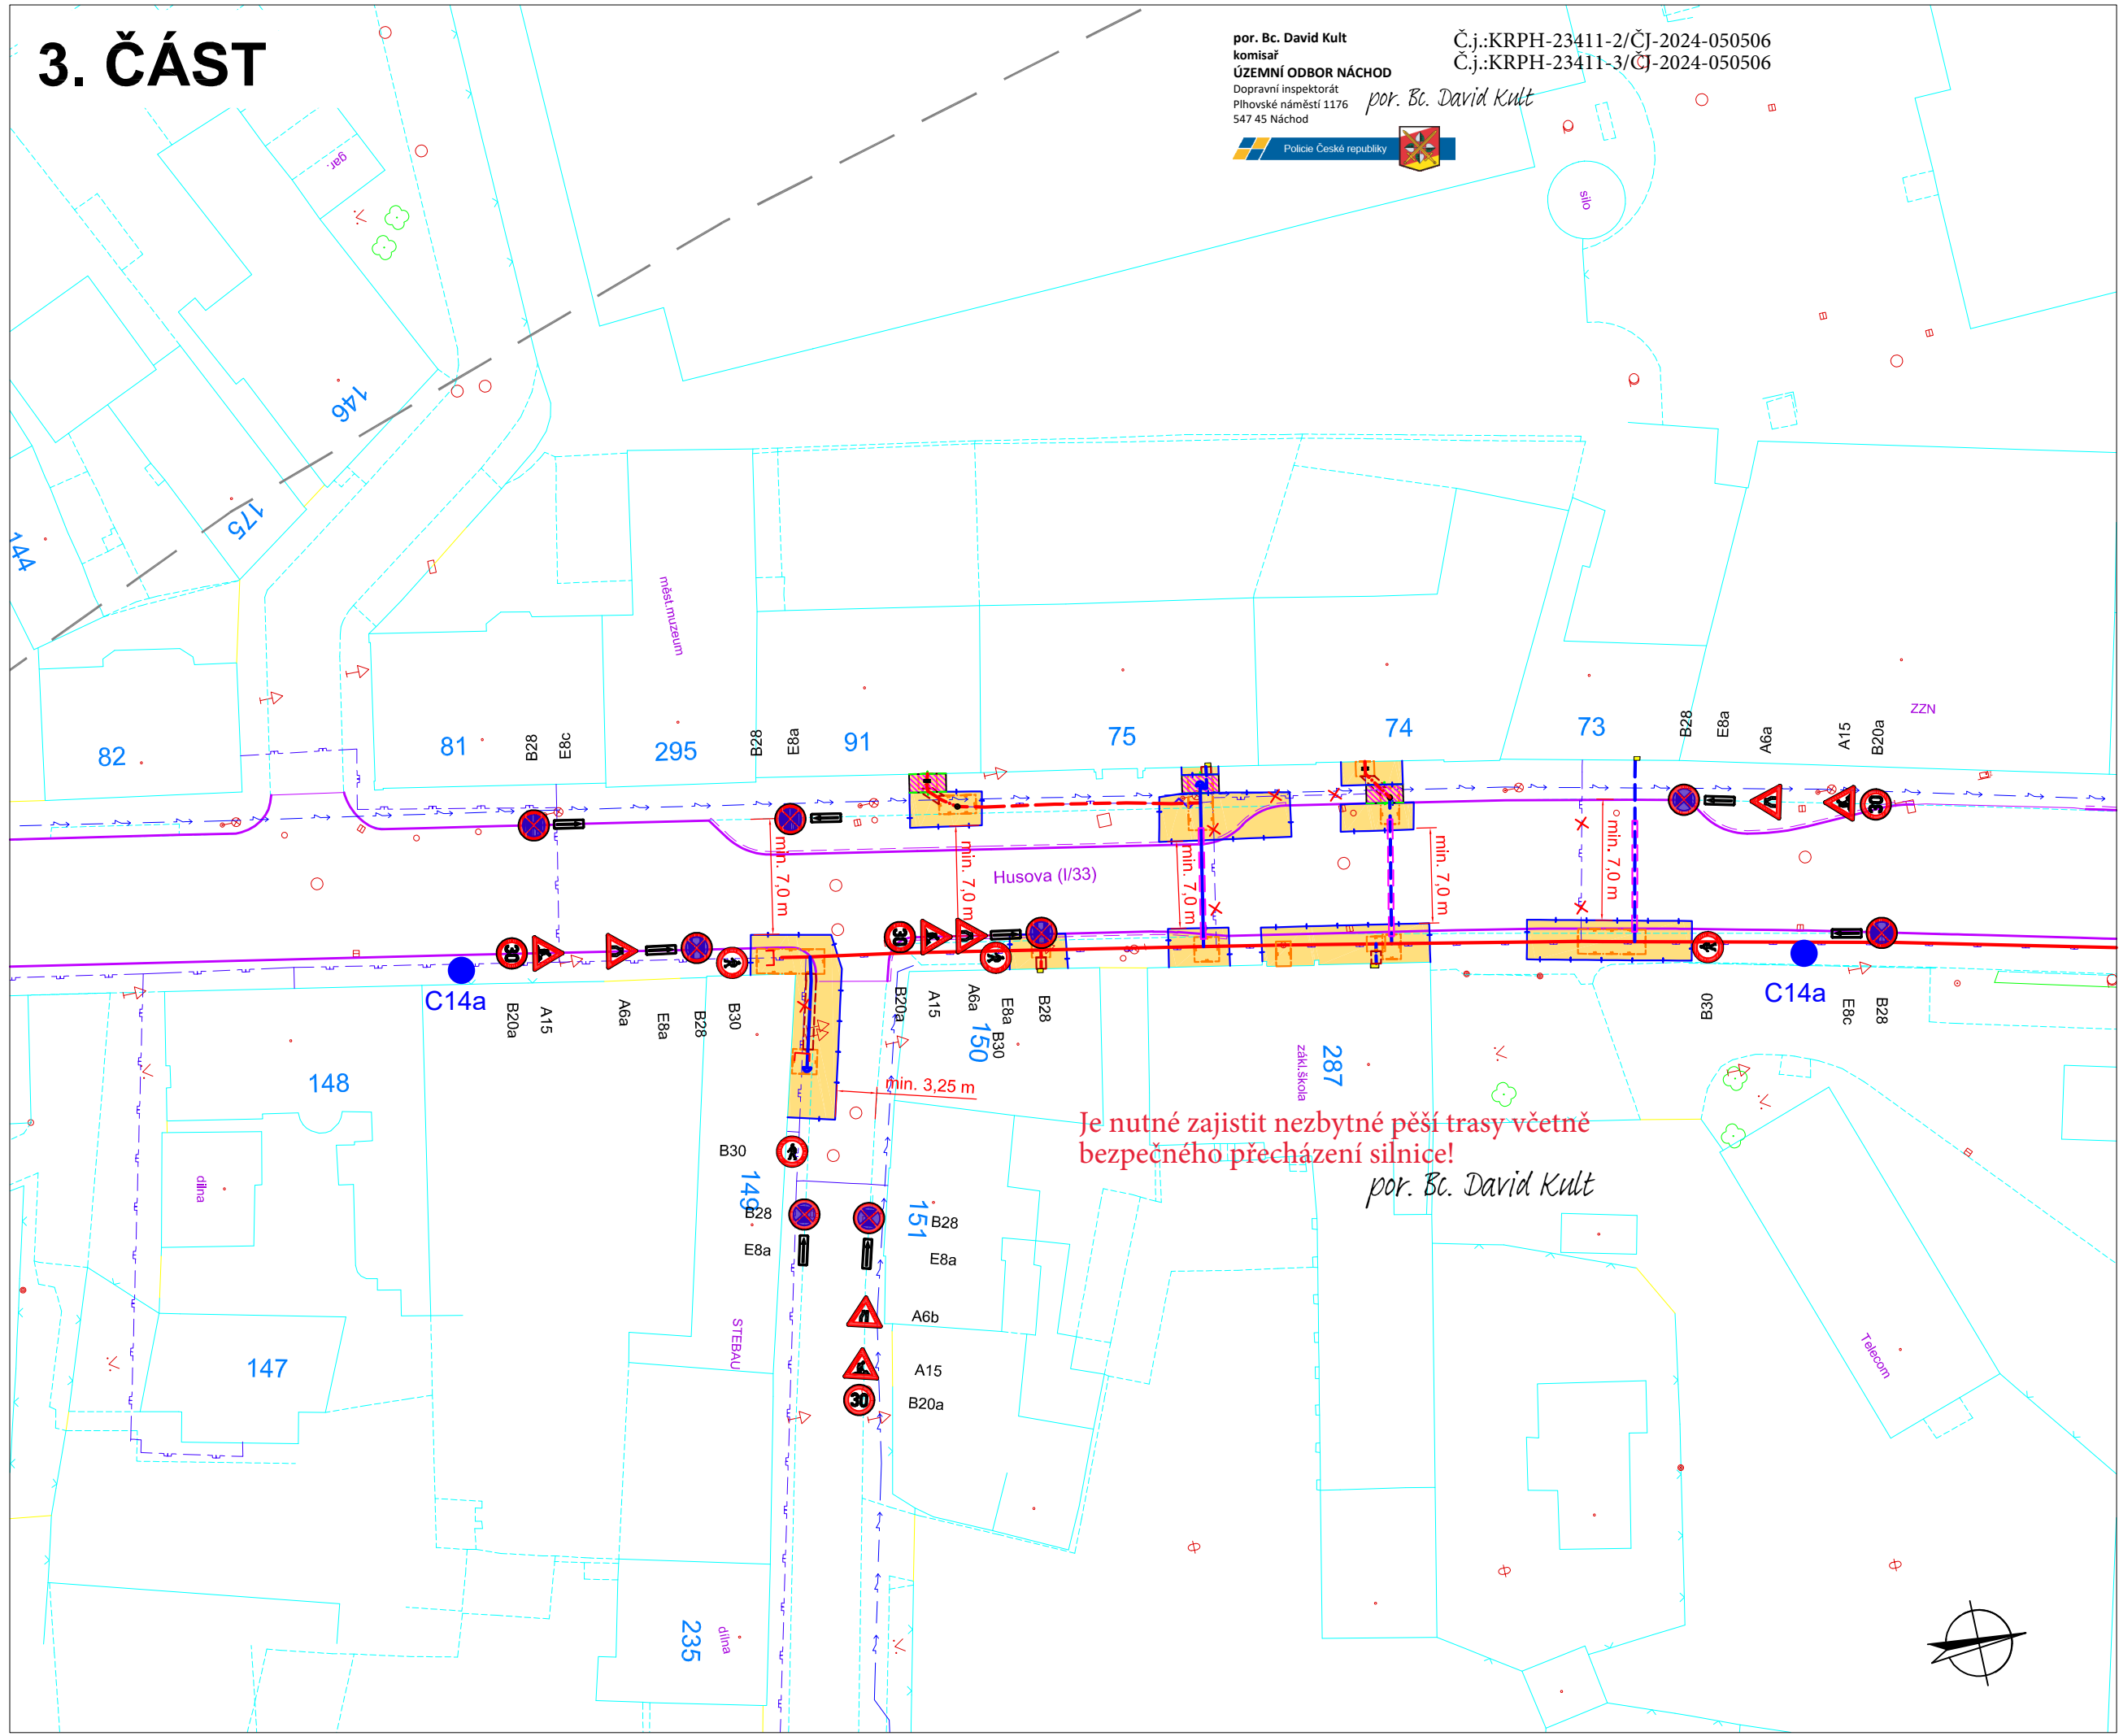 3. ČÁST
por. Bc. David Kult
komisař
ÚZEMNÍ ODBOR NÁCHOD
Dopravní inspektorát
Plhovské náměstí 1176
547 45 Náchod
por. Bc. David Kult
Policie České republiky
Č.j.:KRPH-23411-2/ČJ-2024-050506
Č.j.:KRPH-23411-3/ČJ-2024-050506
gar.
silo
146
175
144
měst.muzeum
82
81
B28
E8c
295
B28
E8a
91
75
74
73
B28
E8a
A6a
A15
B20a
ZZN
min. 7,0 m
min. 7,0 m
min. 7,0 m
min. 7,0 m
min. 7,0 m
Husova (I/33)
30
30
30
C14a
B20a
A15
A6a
E8a
B28
B30
B20a
A15
A6a
E8a
B28
B30
150
B30
C14a
E8c
B28
148
zákl.škola
287
min. 3,25 m
Je nutné zajistit nezbytné pěší trasy včetně
bezpečného přecházení silnice!
por. Bc. David Kult
dílna
B30
149
B28
E8a
151
B28
E8a
A6b
A15
30
B20a
STEBAU
147
Telecom
235
dílna